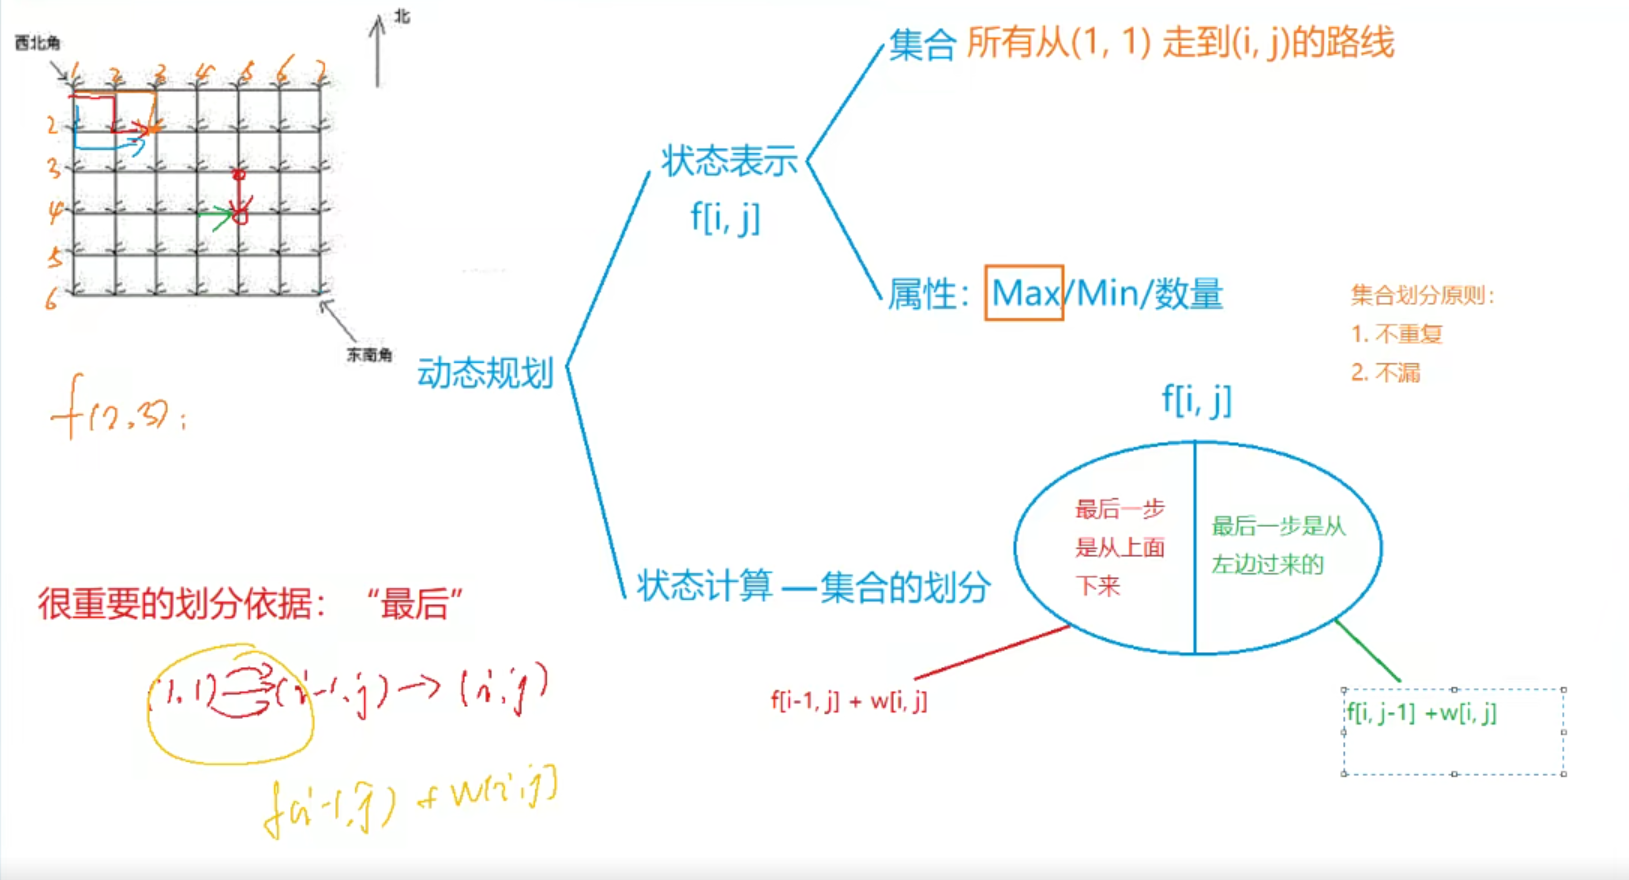 北
西北角
1 2 3 4 5 6 7
2
3
4
5
6
东南角
f(2,3):
动态规划
状态表示
f[i, j]
集合 所有从(1, 1) 走到(i, j)的路线
属性：Max/Min/数量
集合划分原则：
1. 不重复
2. 不漏
状态计算 — 集合的划分
f[i, j]
最后一步
是从上面
下来
最后一步是从
左边过来的
f[i-1, j] + w[i, j]
f[i, j-1] +w[i, j]
很重要的划分依据：“最后”
(1,1) → (i-1,j) → (i,j)
f(i-1,j) + w(i,j)